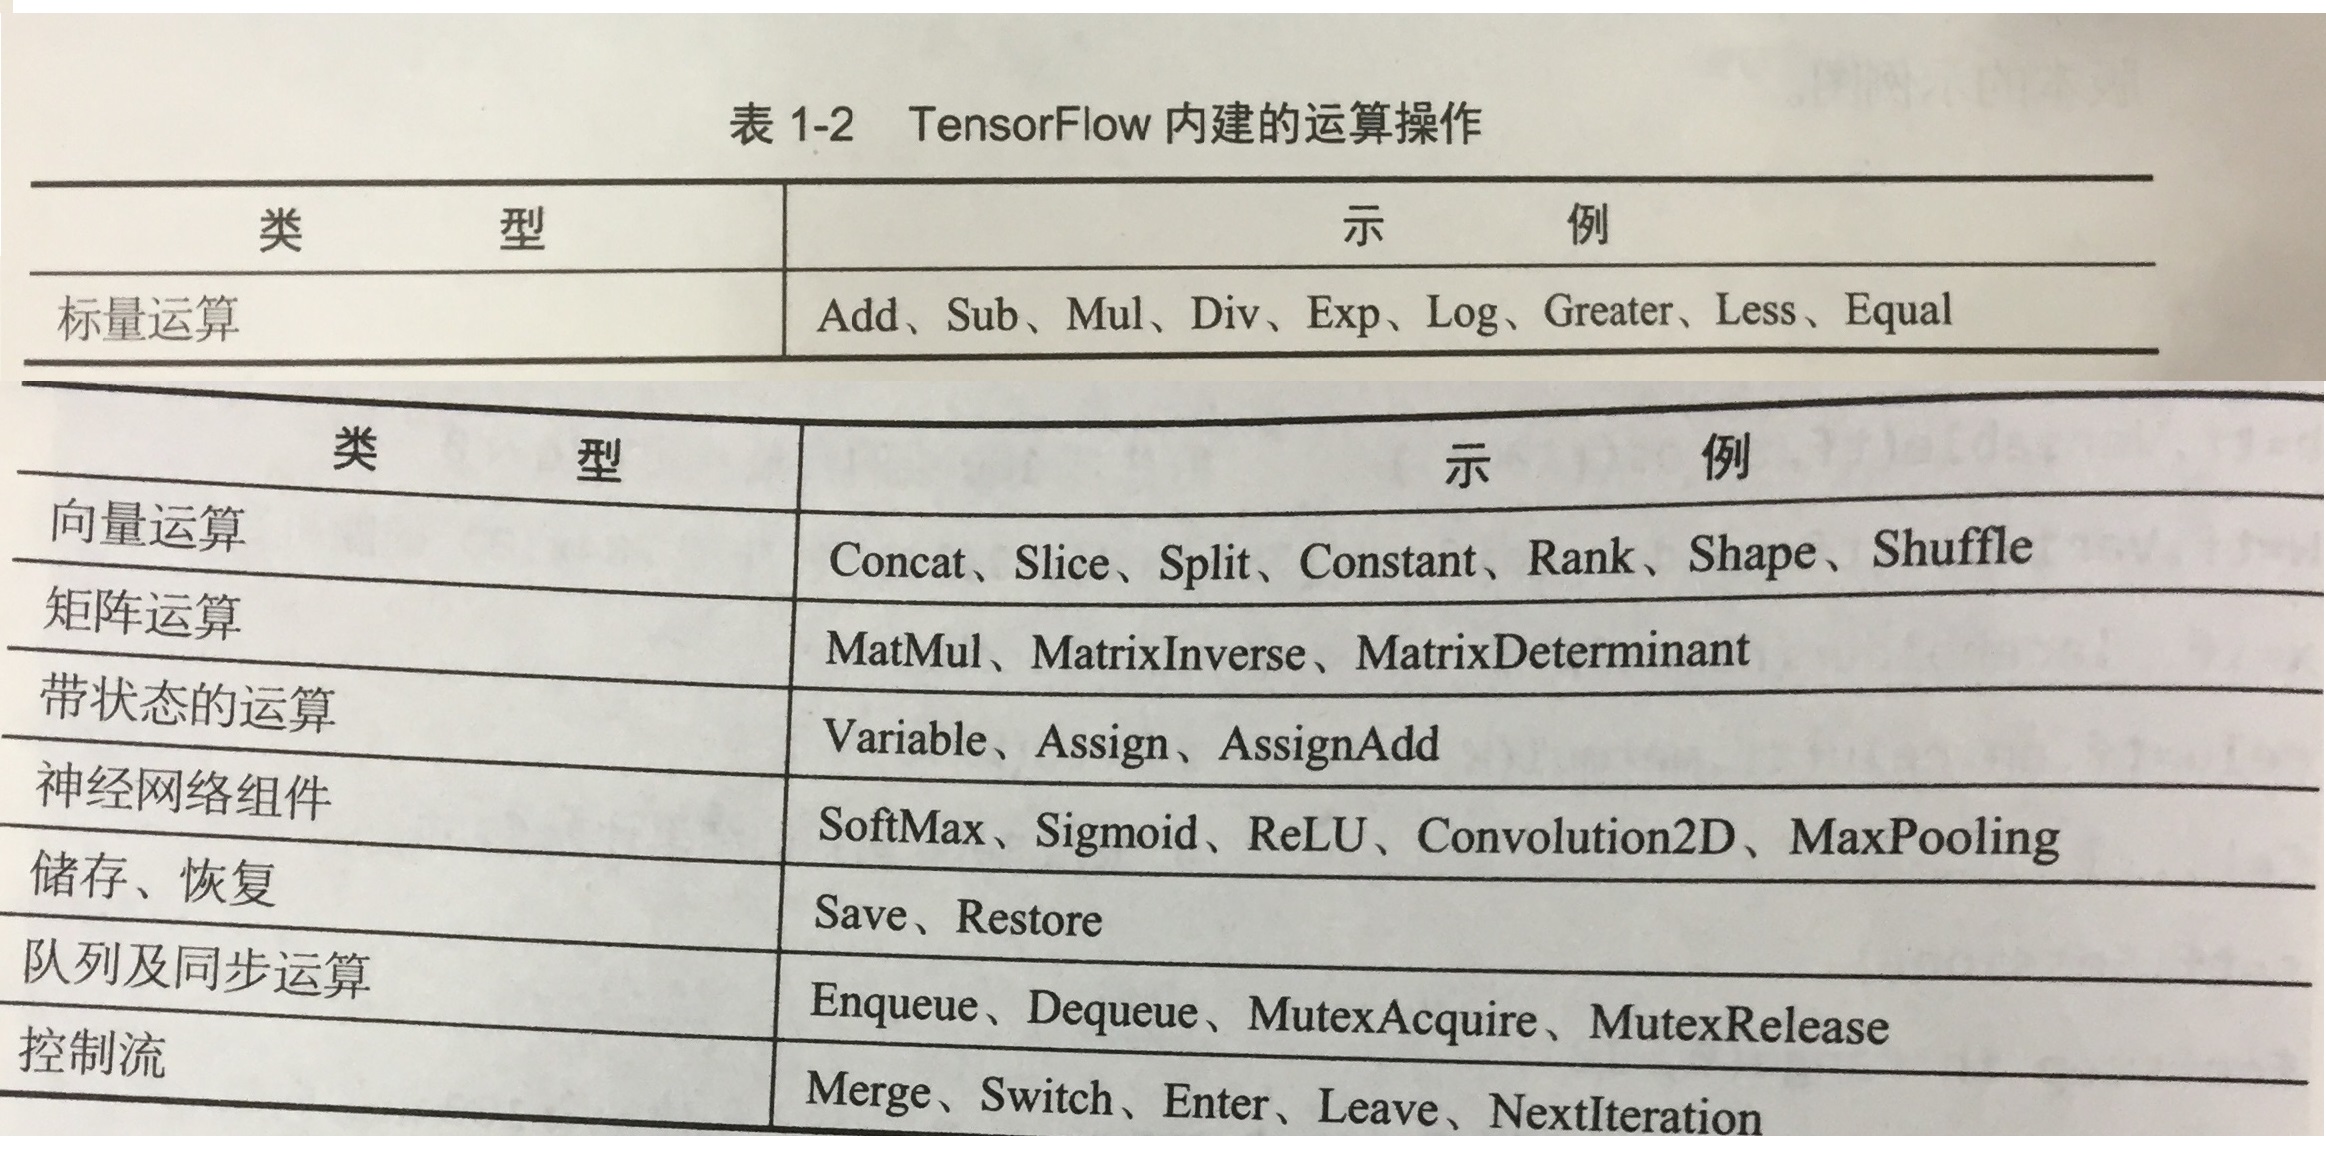 表 1-2 TensorFlow 内建的运算操作
类 型 示 例
标量运算 Add、Sub、Mul、Div、Exp、Log、Greater、Less、Equal
类 型 示 例
向量运算 Concat、Slice、Split、Constant、Rank、Shape、Shuffle
矩阵运算 MatMul、MatrixInverse、MatrixDeterminant
带状态的运算 Variable、Assign、AssignAdd
神经网络组件 SoftMax、Sigmoid、ReLU、Convolution2D、MaxPooling
储存、恢复 Save、Restore
队列及同步运算 Enqueue、Dequeue、MutexAcquire、MutexRelease
控制流 Merge、Switch、Enter、Leave、NextIteration